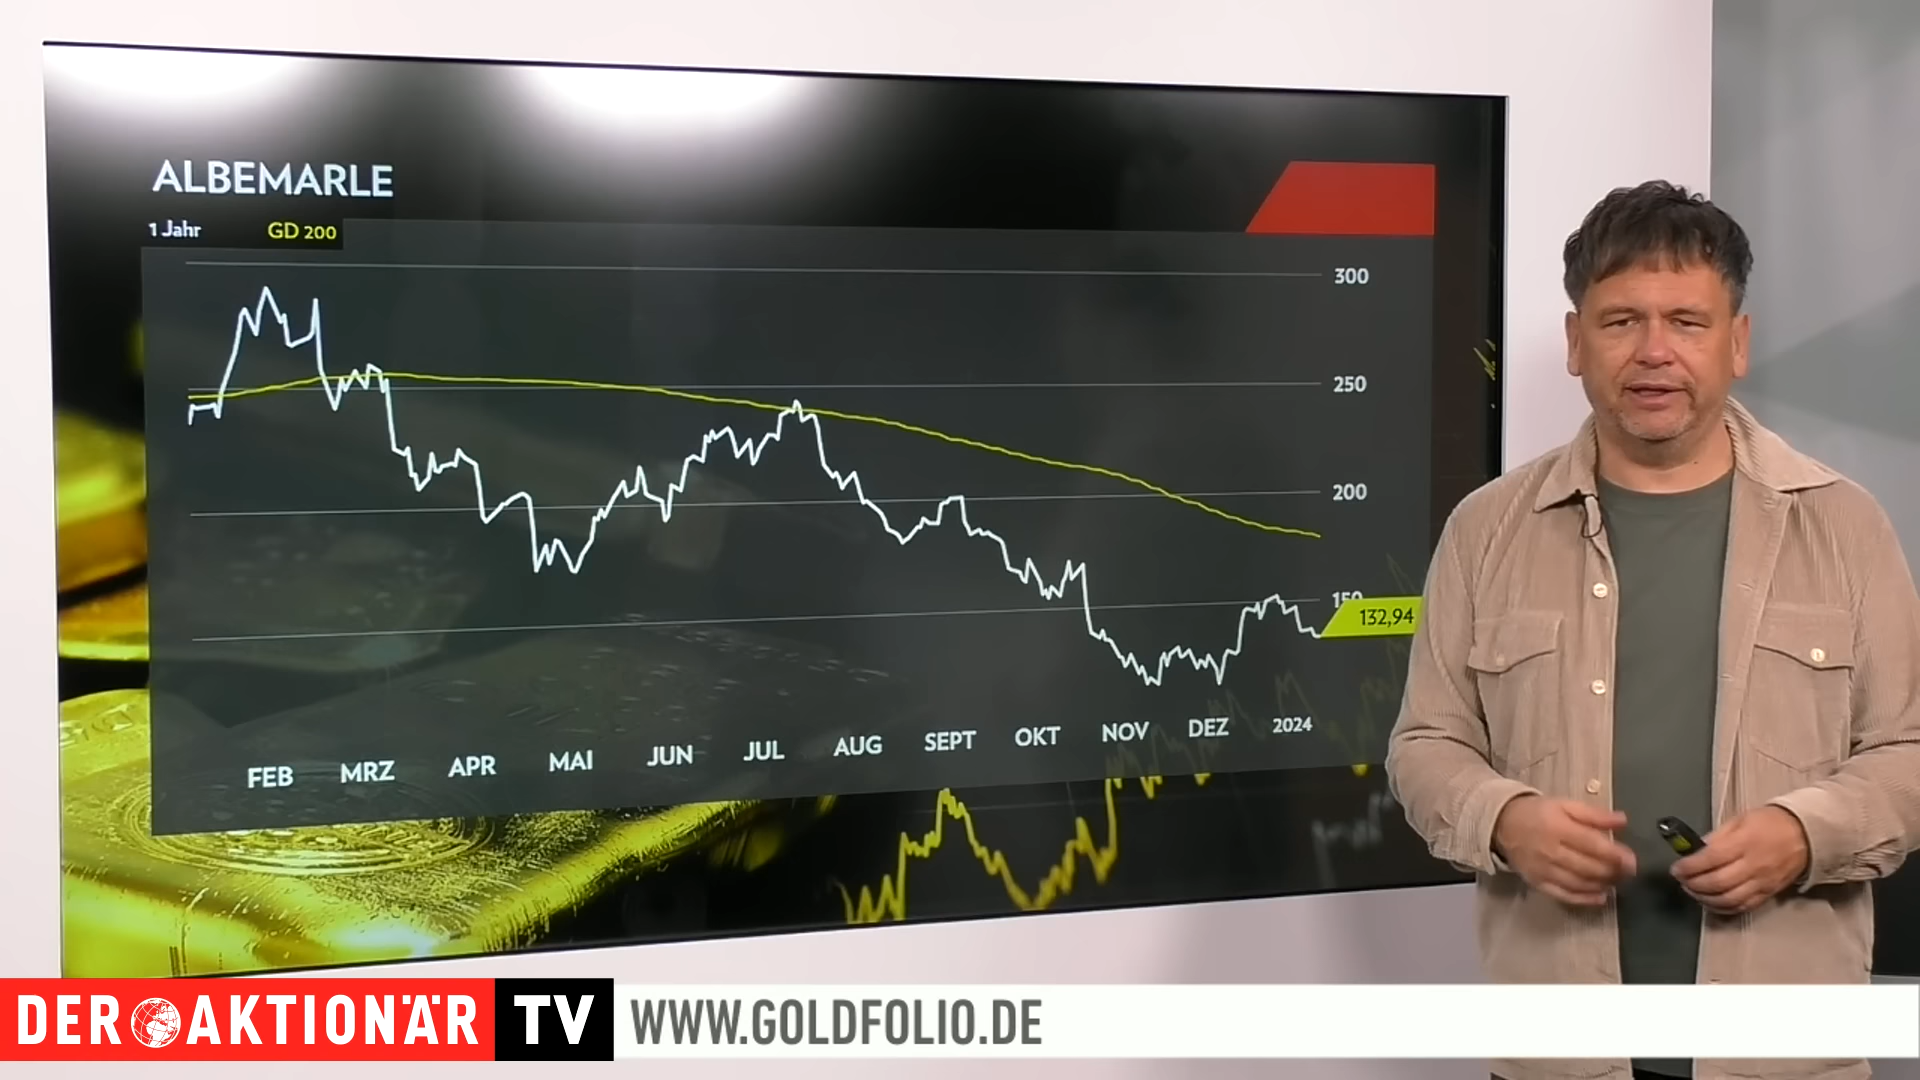 ALBEMARLE
1 Jahr GD 200
300
250
200
150
132,94
FEB MRZ APR MAI JUN JUL AUG SEPT OKT NOV DEZ 2024
DER AKTIONÄR TV WWW.GOLDFOLIO.DE